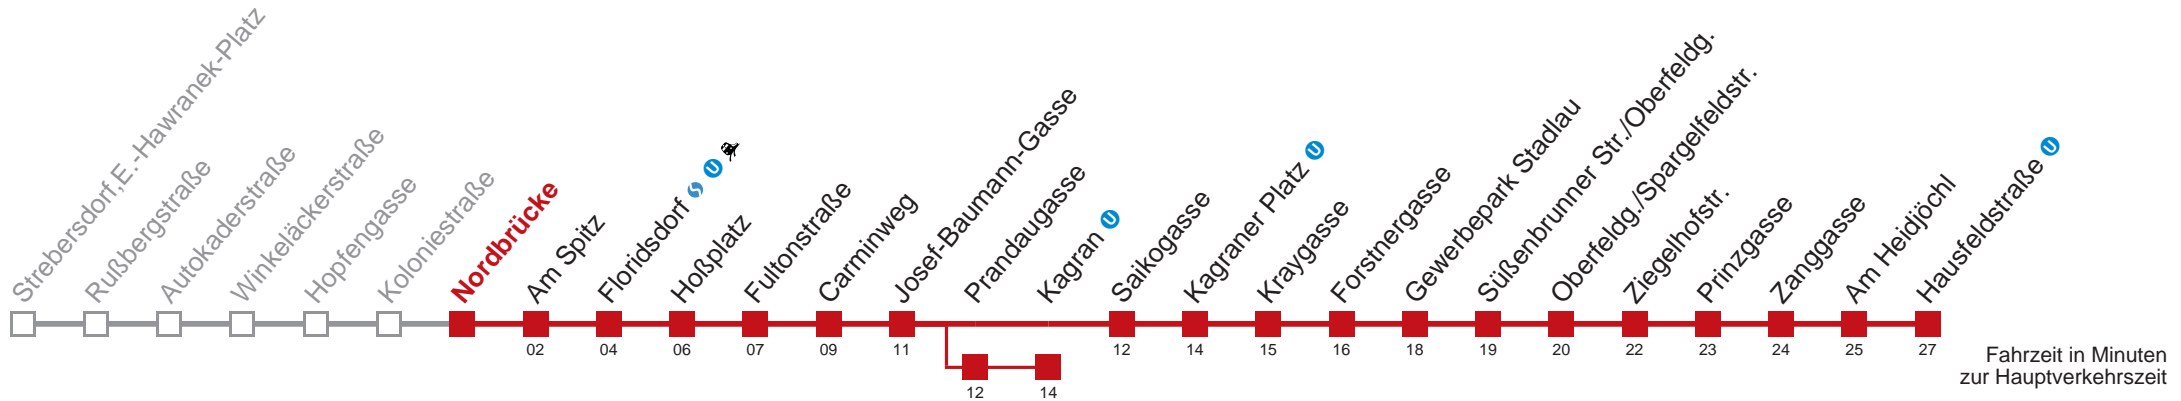 Strebersdorf,E.-Hawranek-Platz
Rußbergstraße
Autokaderstraße
Winkeläckerstraße
Hopfengasse
Koloniestraße
Nordbrücke
Am Spitz
Floridsdorf S U
Hoßplatz
Fultonstraße
Carminweg
Josef-Baumann-Gasse
Prandaugasse
Kagran U
Saikogasse
Kagraner Platz U
Kraygasse
Forstnergasse
Gewerbepark Stadlau
Süßenbrunner Str./Oberfeldg.
Oberfeldg./Spargelfeldstr.
Ziegelhofstr.
Prinzgasse
Zanggasse
Am Heidjöchl
Hausfeldstraße U
02 04 06 07 09 11 12 14 15 16 18 19 20 22 23 24 25 27
12 14
Fahrzeit in Minuten
zur Hauptverkehrszeit